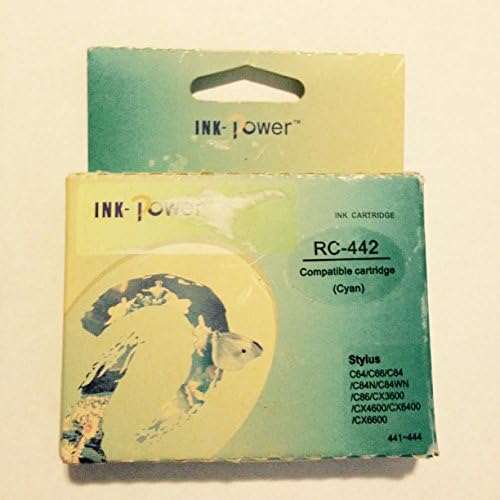 INK-Power™
INK-Power
INK CARTRIDGE
RC-442
Compatible cartridge
(Cyan)
Stylus
C64/C66/C84
/C84N/C84WN
/C86/CX3600
/CX4600/CX6400
/CX6600
441~444